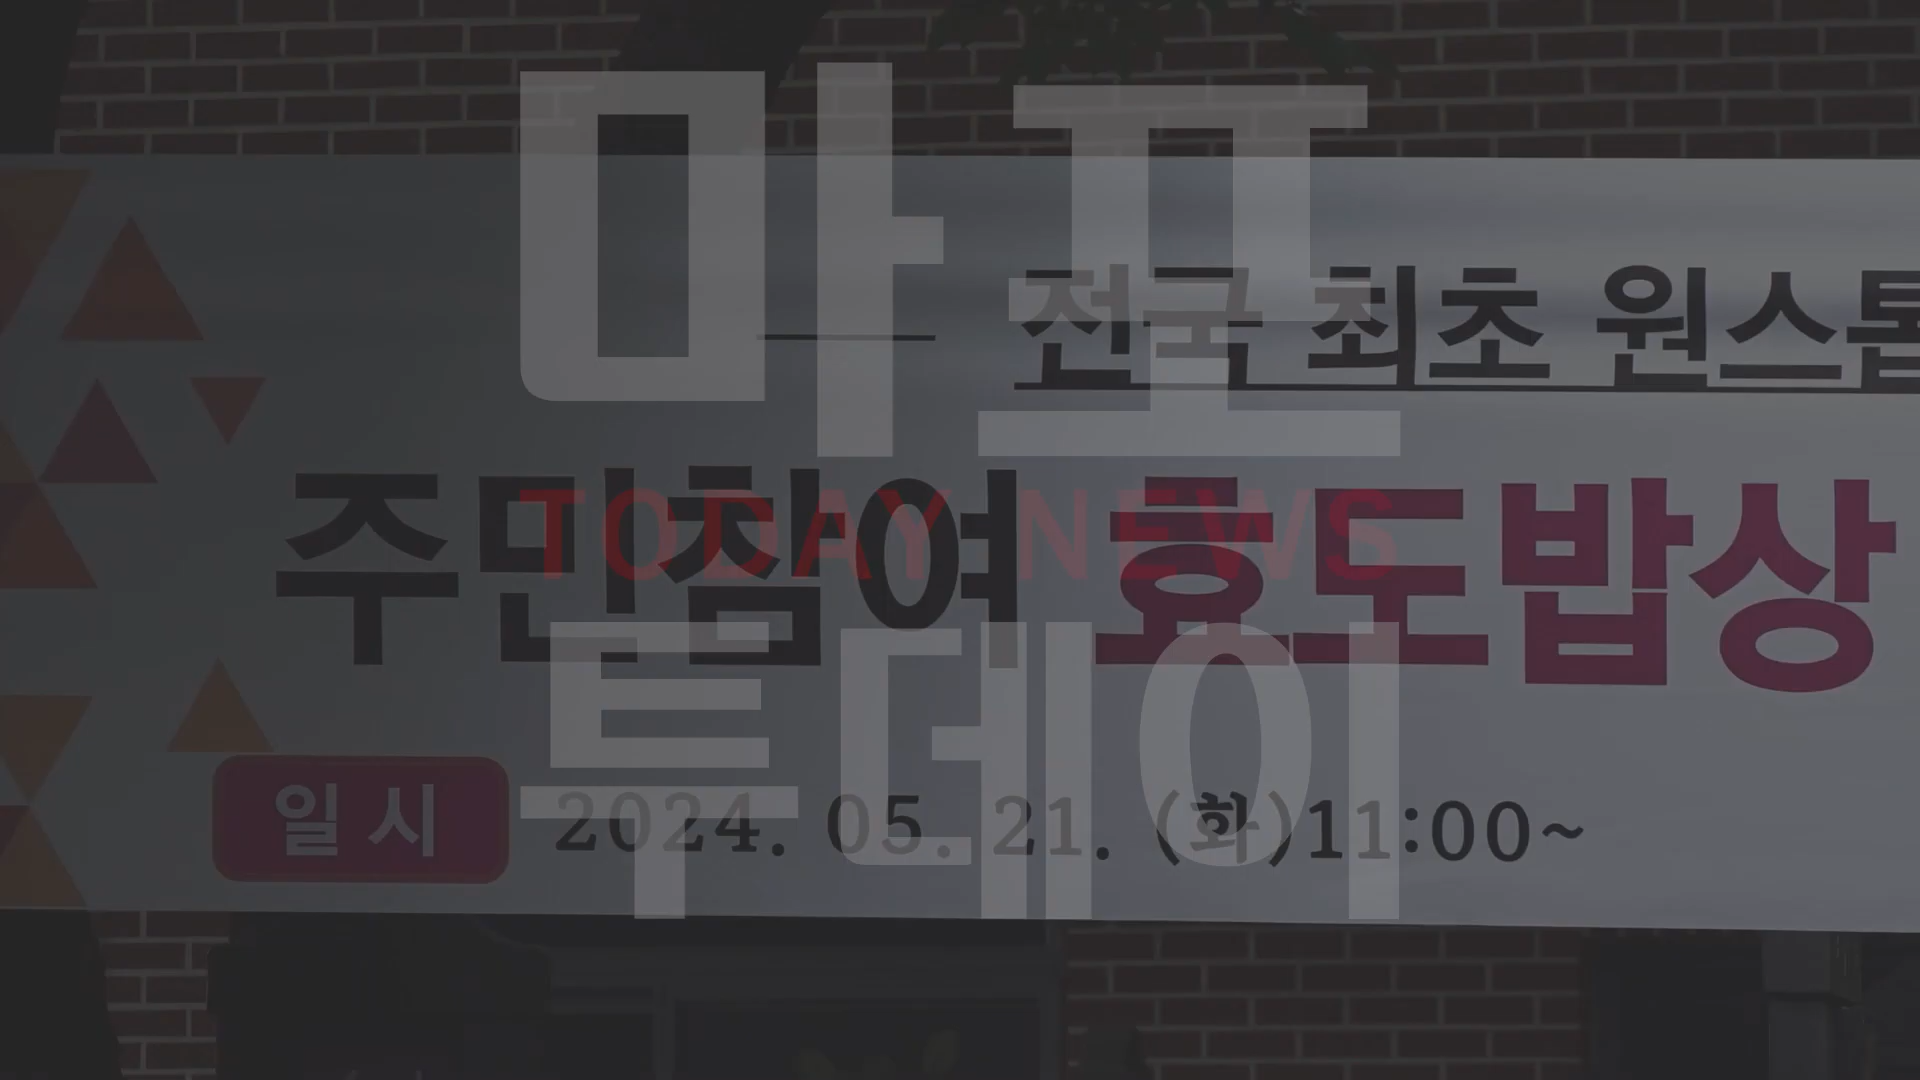 마포
TODAY NEWS
투데이
전국 최초 원스톱
주민참여 효도밥상
일시 2024. 05. 21. (화)11:00~